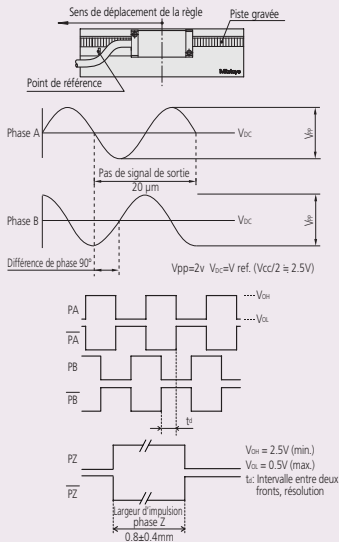 Sens de déplacement de la règle
Piste gravée
Point de référence
Mitutoyo
Phase A
VDC
VPP
Pas de signal de sortie
20 µm
Phase B
VDC
VPP
Différence de phase 90°
Vpp=2v VDC=V ref. (Vcc/2 ≒ 2.5V)
PA
VOH
PA
VOL
PB
PB
td
PZ
PZ
Largeur d'impulsion
phase Z
0.8±0.4mm
VOH = 2.5V (min.)
VOL = 0.5V (max.)
td: Intervalle entre deux
fronts, résolution